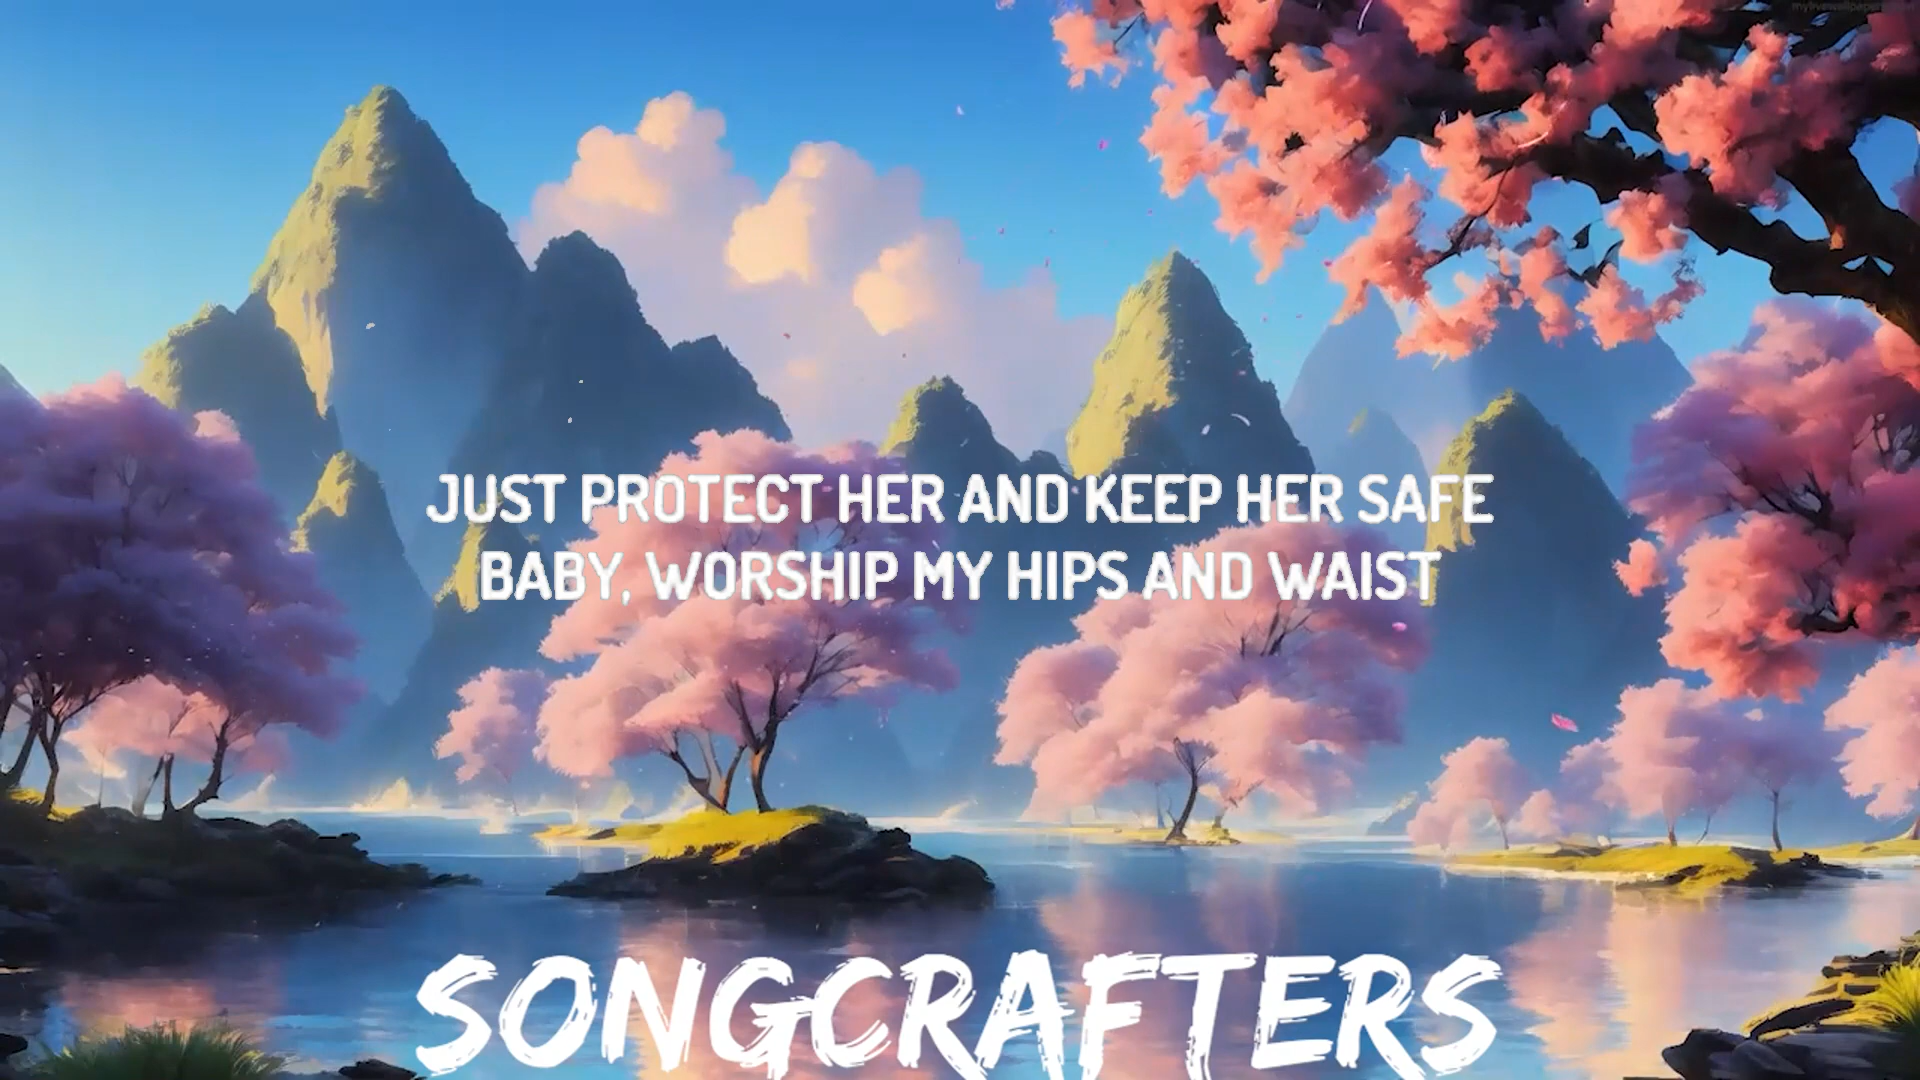 JUST PROTECT HER AND KEEP HER SAFE
BABY, WORSHIP MY HIPS AND WAIST
SONGCRAFTERS